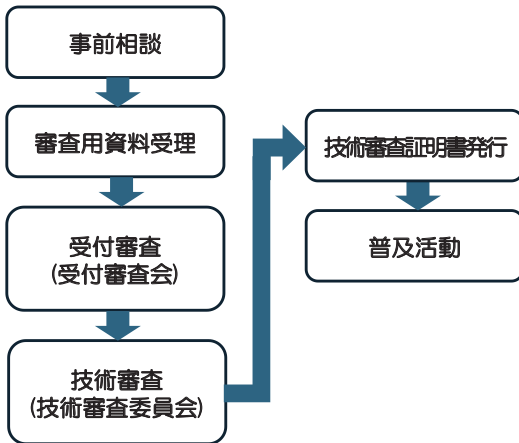 事前相談
審査用資料受理
受付審査
(受付審査会)
技術審査
(技術審査委員会)
技術審査証明書発行
普及活動